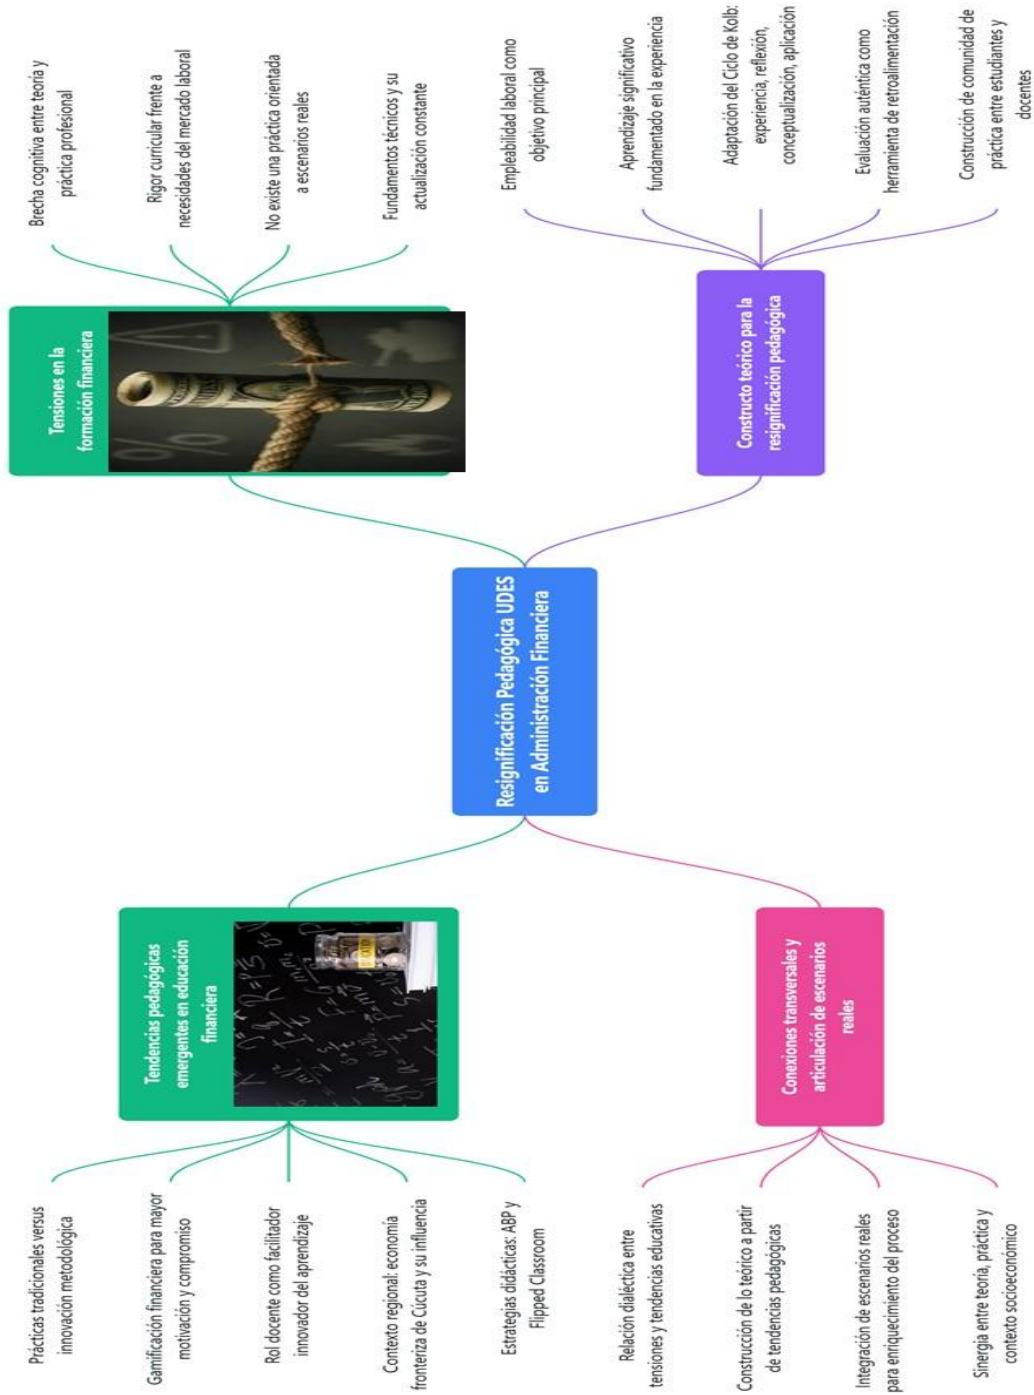 Resignificación Pedagógica UDES
en Administración Financiera
Tensiones en la
formación financiera
Brecha cognitiva entre teoría y
práctica profesional
Rigor curricular frente a
necesidades del mercado laboral
No existe una práctica orientada
a escenarios reales
Fundamentos técnicos y su
actualización constante
Constructo teórico para la
resignificación pedagógica
Empleabilidad laboral como
objetivo principal
Aprendizaje significativo
fundamentado en la experiencia
Adaptación del Ciclo de Kolb:
experiencia, reflexión,
conceptualización, aplicación
Evaluación auténtica como
herramienta de retroalimentación
Construcción de comunidad de
práctica entre estudiantes y
docentes
Tendencias pedagógicas
emergentes en educación
financiera
Prácticas tradicionales versus
innovación metodológica
Gamificación financiera para mayor
motivación y compromiso
Rol docente como facilitador
innovador del aprendizaje
Contexto regional: economía
fronteriza de Cúcuta y su influencia
Estrategias didácticas: ABP y
Flipped Classroom
Conexiones transversales y
articulación de escenarios
reales
Relación dialéctica entre
tensiones y tendencias educativas
Construcción de lo teórico a partir
de tendencias pedagógicas
Integración de escenarios reales
para enriquecimiento del proceso
Sinergia entre teoría, práctica y
contexto socioeconómico